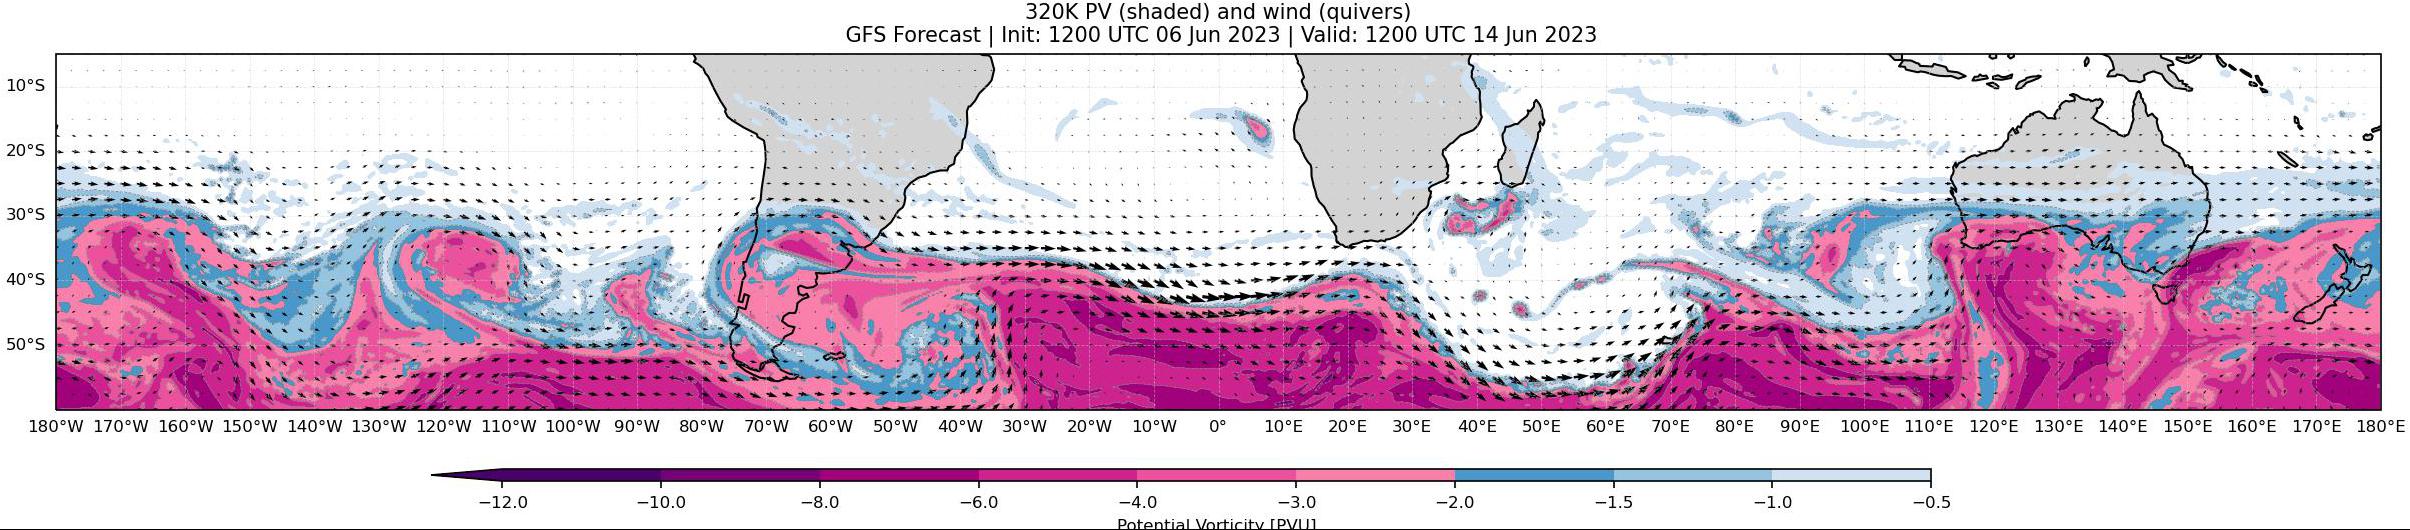 320K PV (shaded) and wind (quivers)
GFS Forecast | Init: 1200 UTC 06 Jun 2023 | Valid: 1200 UTC 14 Jun 2023
10°S
20°S
30°S
40°S
50°S
180°W 170°W 160°W 150°W 140°W 130°W 120°W 110°W 100°W 90°W 80°W 70°W 60°W 50°W 40°W 30°W 20°W 10°W 0° 10°E 20°E 30°E 40°E 50°E 60°E 70°E 80°E 90°E 100°E 110°E 120°E 130°E 140°E 150°E 160°E 170°E 180°E
−12.0 −10.0 −8.0 −6.0 −4.0 −3.0 −2.0 −1.5 −1.0 −0.5
Potential Vorticity [PVU]